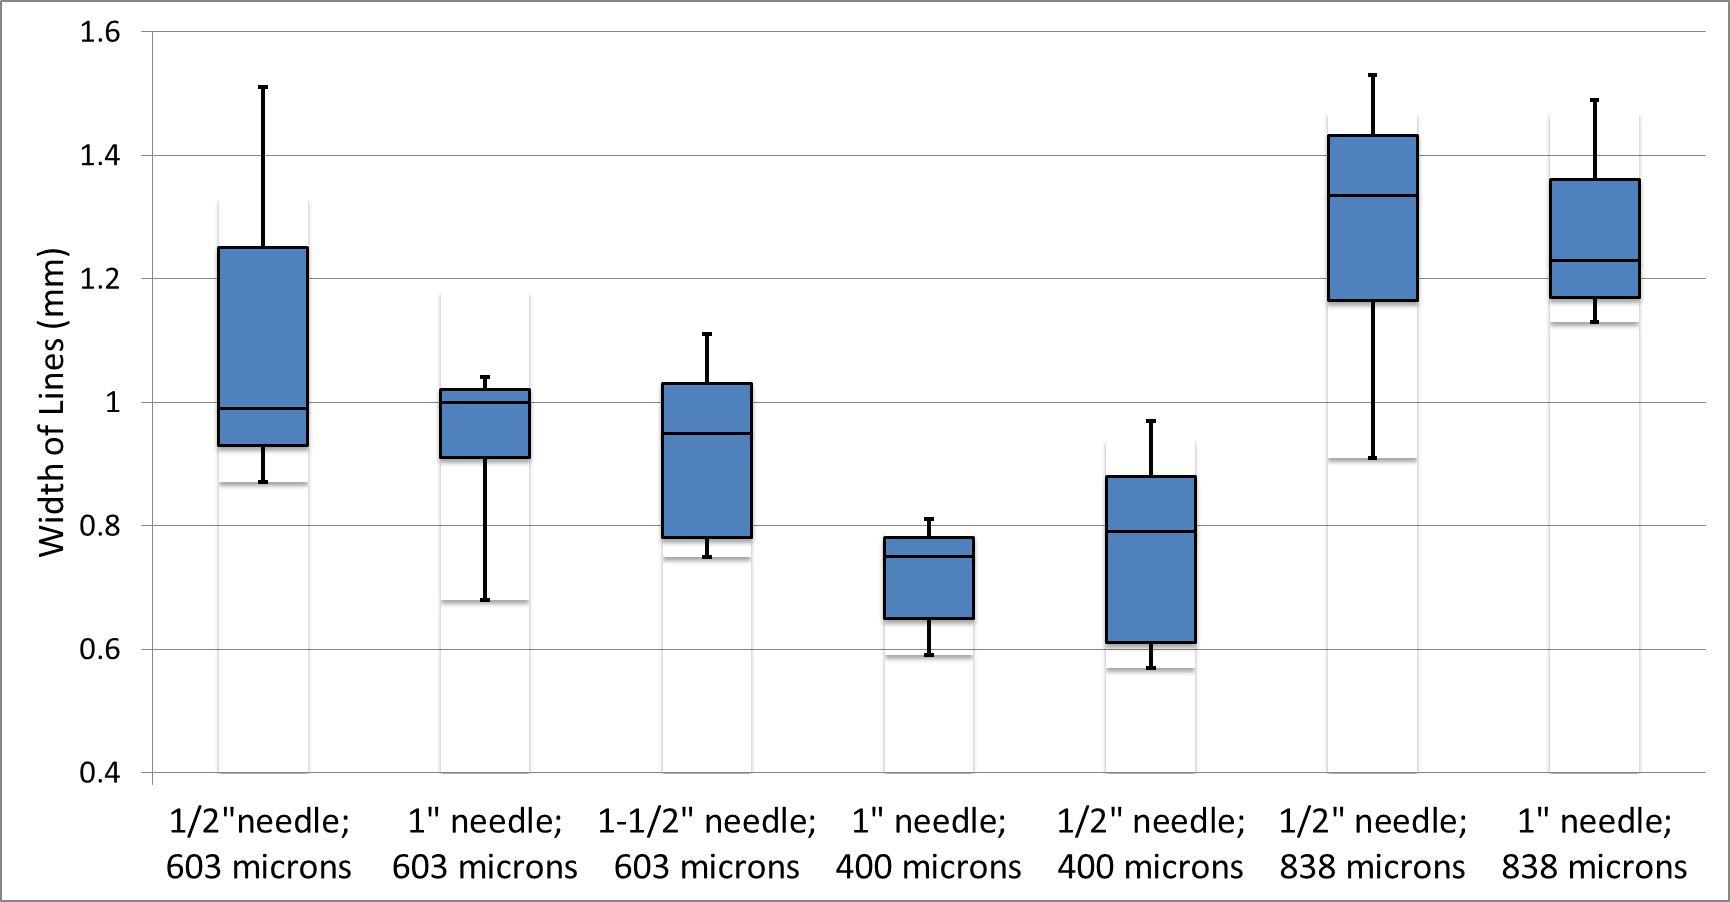 Width of Lines (mm)
1.6
1.4
1.2
1
0.8
0.6
0.4
1/2"needle;
603 microns
1" needle;
603 microns
1-1/2" needle;
603 microns
1" needle;
400 microns
1/2" needle;
400 microns
1/2" needle;
838 microns
1" needle;
838 microns